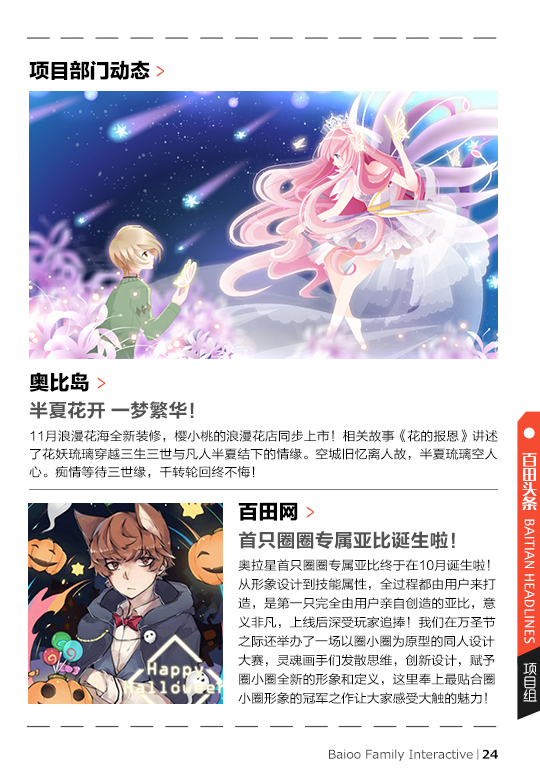 项目部门动态 >
奥比岛 >
半夏花开 一梦繁华！
11月浪漫花海全新装修，樱小桃的浪漫花店同步上市！相关故事《花的报恩》讲述
了花妖琉璃穿越三生三世与凡人半夏结下的情缘。空城旧忆离人故，半夏琉璃空人
心。痴情等待三世缘，千转轮回终不悔！
百田网 >
首只圈圈专属亚比诞生啦！
奥拉星首只圈圈专属亚比终于在10月诞生啦！
从形象设计到技能属性，全过程都由用户来打
造，是第一只完全由用户亲自创造的亚比，意
义非凡，上线后深受玩家追捧！我们在万圣节
之际还举办了一场以圈小圈为原型的同人设计
大赛，灵魂画手们发散思维，创新设计，赋予
圈小圈全新的形象和定义，这里奉上最贴合圈
小圈形象的冠军之作让大家感受大触的魅力！
Happy
Halloween
百田头条 BAITIAN HEADLINES
项目组
Baioo Family Interactive | 24